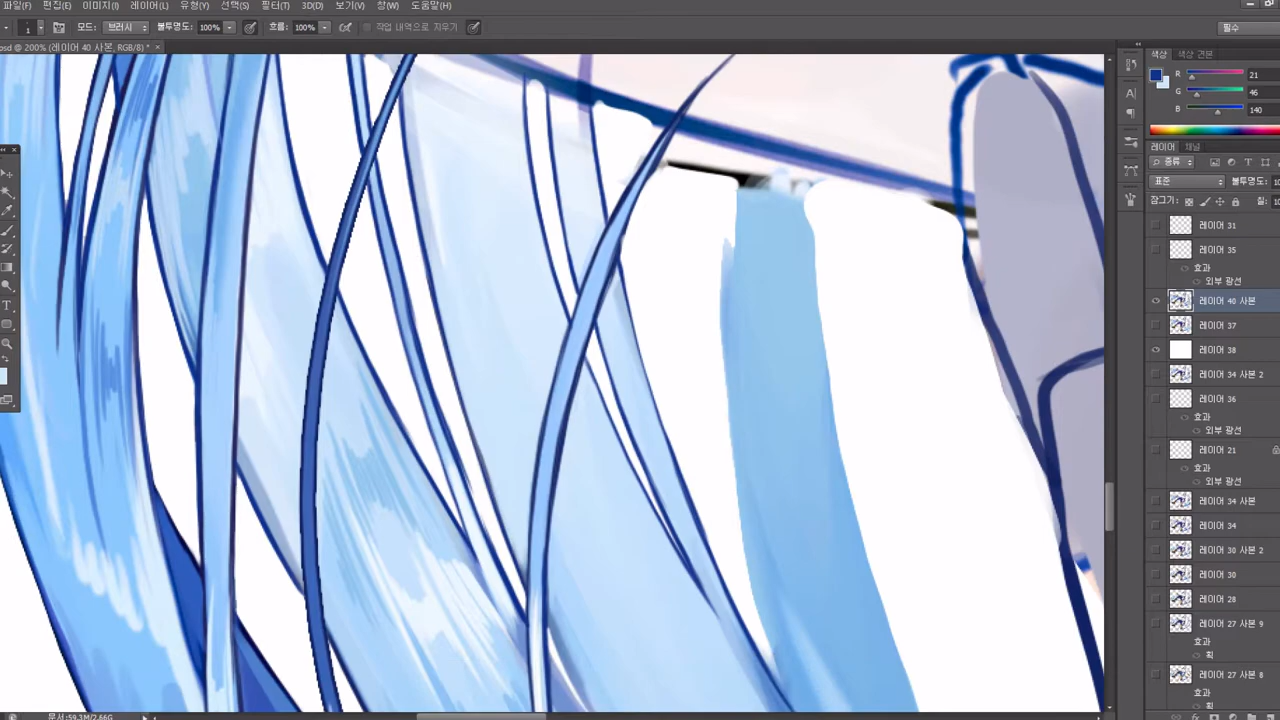 파일(F) 편집(E) 이미지(I) 레이어(L) 유형(Y) 선택(S) 필터(T) 3D(D) 보기(V) 창(W) 도움말(H)
1 모드: 브러시 불투명도: 100% 흐름: 100% 작업 내역으로 지우기 필수
psd @ 200% (레이어 40 사본, RGB/8) * ×
색상 색상 견본
R 21
G 46
B 140
레이어 채널
종류
표준 불투명도: 10
잠그기: 칠: 10
레이어 31
레이어 35
효과
외부 광선
레이어 40 사본
레이어 37
레이어 38
레이어 34 사본 2
레이어 36
효과
외부 광선
레이어 21
효과
외부 광선
레이어 34 사본
레이어 34
레이어 30 사본 2
레이어 30
레이어 28
레이어 27 사본 9
효과
획
레이어 27 사본 8
효과
획
문서:59.3M/2.66G